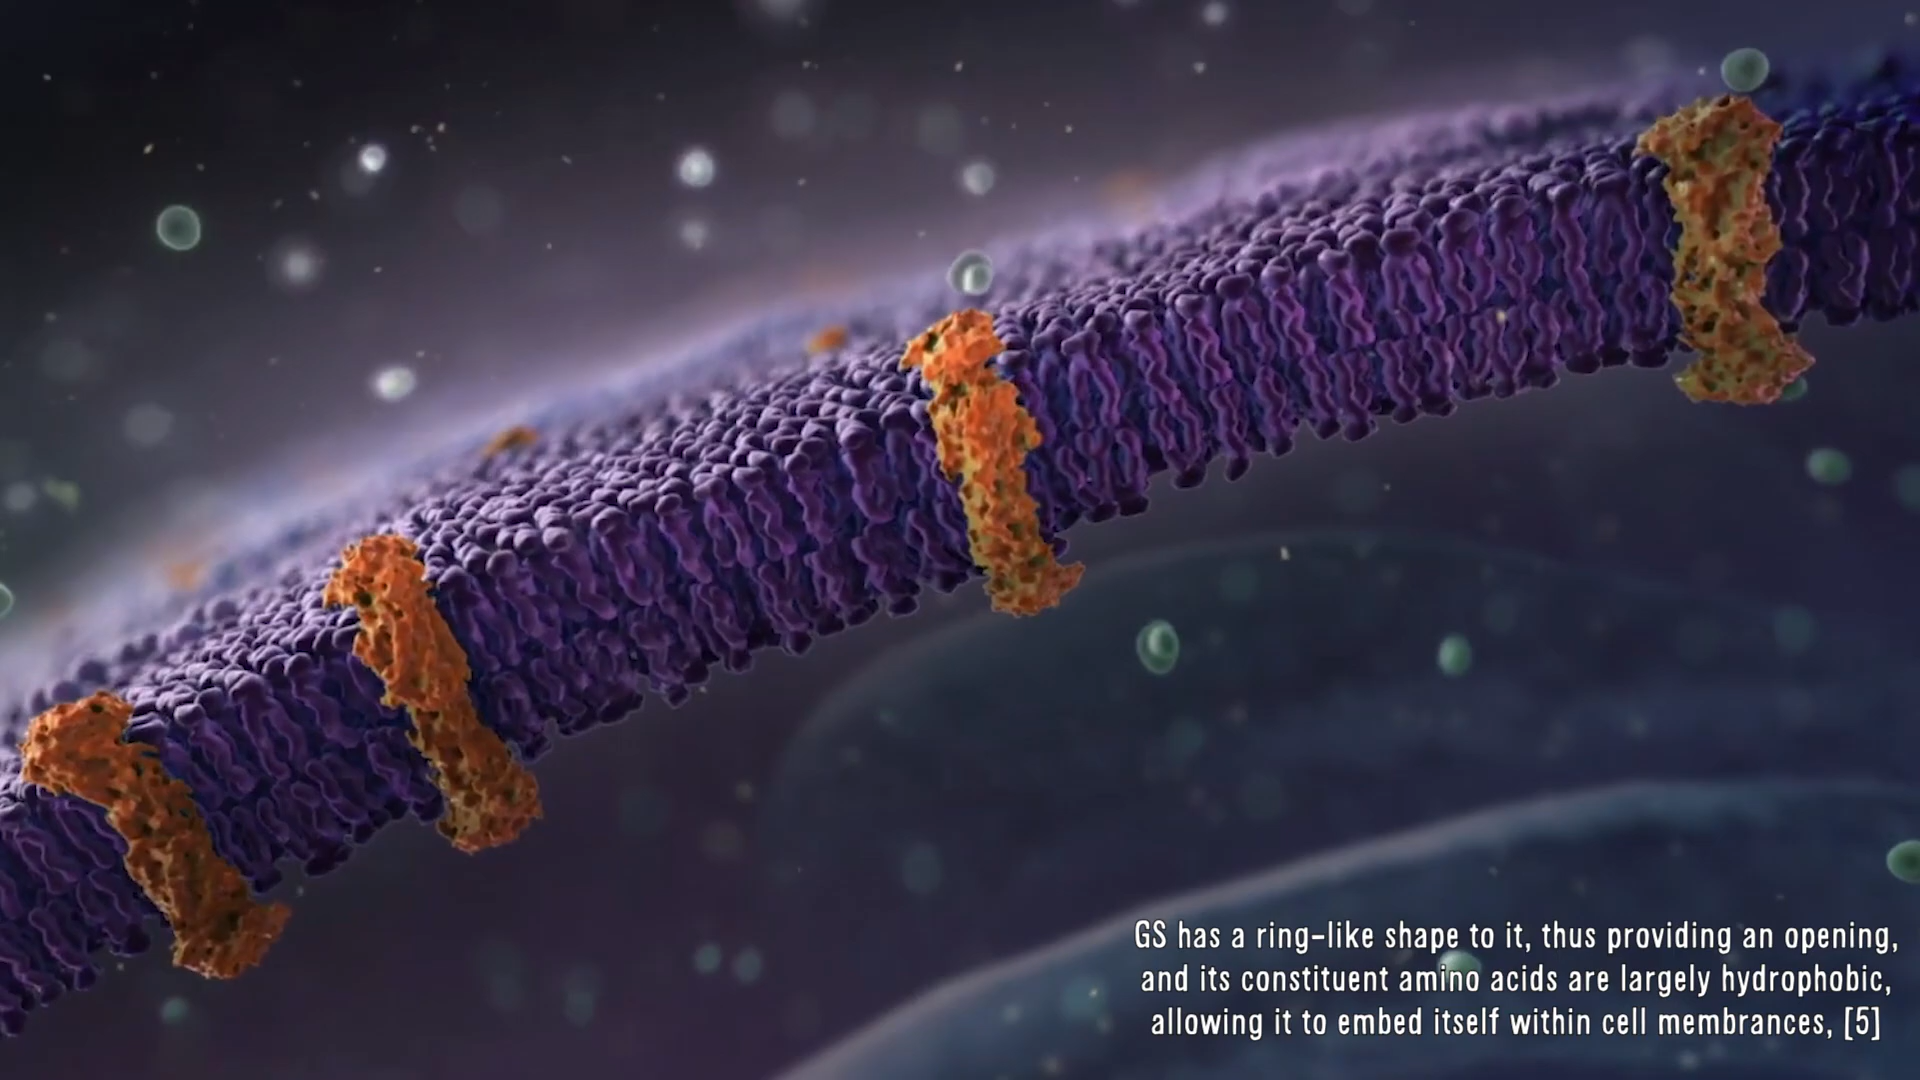 GS has a ring-like shape to it, thus providing an opening,
and its constituent amino acids are largely hydrophobic,
allowing it to embed itself within cell membrances, [5]